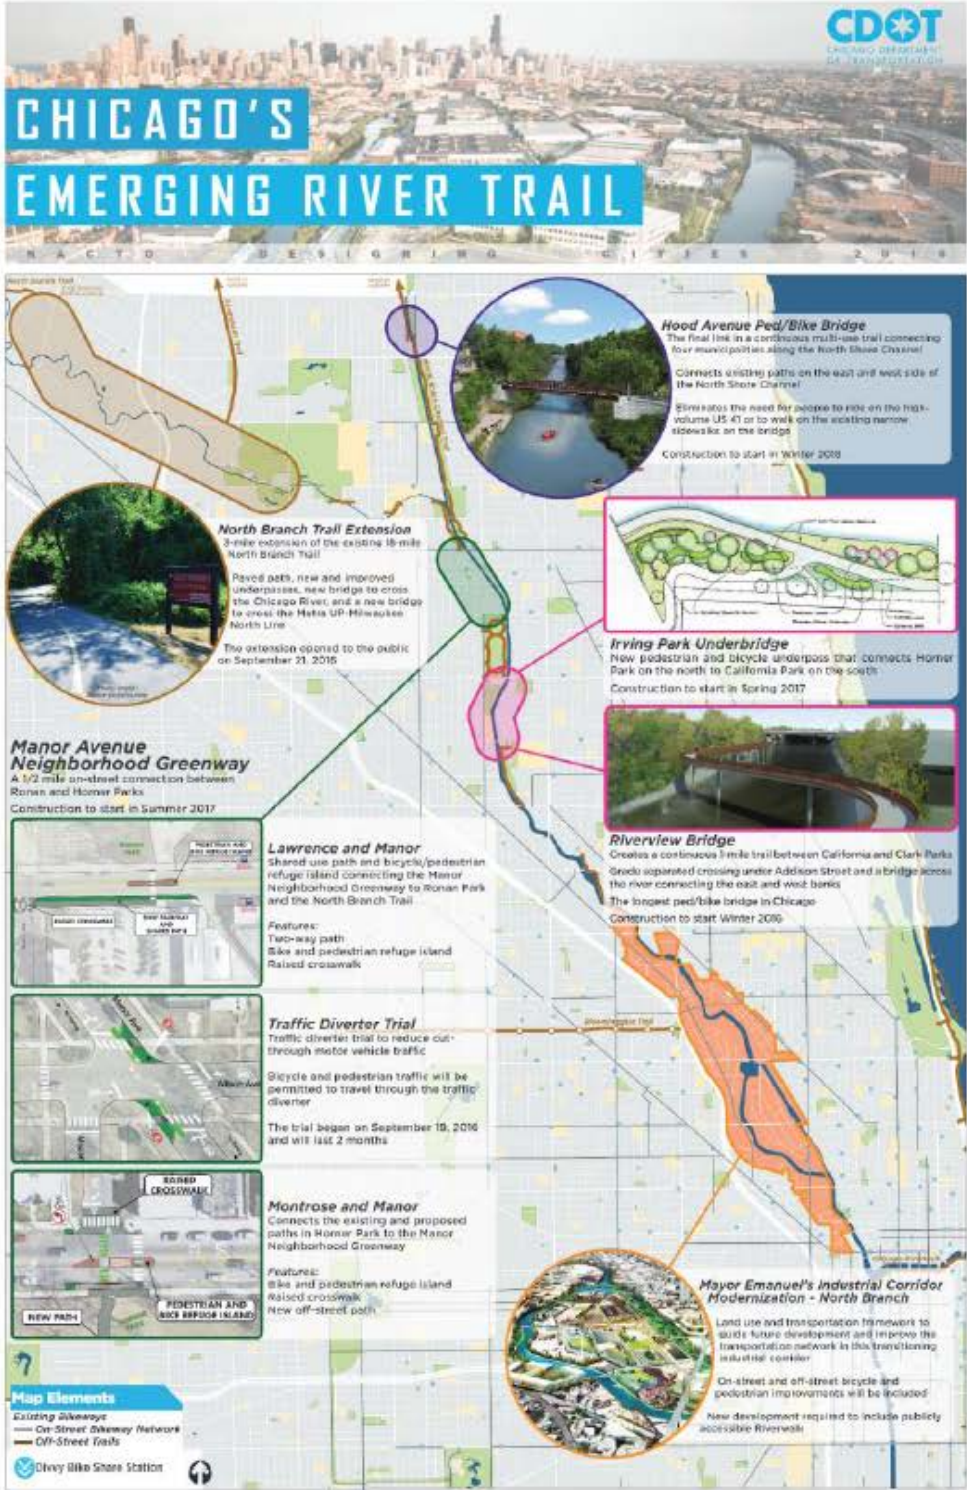 CDOT
CHICAGO DEPARTMENT
OF TRANSPORTATION
CHICAGO'S
EMERGING RIVER TRAIL
NACTO DESIGNING CITIES 2016
Hood Avenue Ped/Bike Bridge
The final link in a continuous multi-use trail connecting
four municipalities along the North Shore Channel
Connects existing paths on the east and west side of
the North Shore Channel
Eliminates the need for people to ride on the high-
volume US 41 or to walk on the existing narrow
sidewalks on the bridge
Construction to start in Winter 2018
North Branch Trail Extension
3-mile extension of the existing 18-mile
North Branch Trail
Paved path, new and improved
underpasses, new bridge to cross
the Chicago River, and a new bridge
to cross the Metra UP-Milwaukee
North Line
The extension opened to the public
on September 21, 2016
Irving Park Underbridge
New pedestrian and bicycle underpass that connects Horner
Park on the north to California Park on the south
Construction to start in Spring 2017
Manor Avenue
Neighborhood Greenway
A 1/2 mile on-street connection between
Ronan and Horner Parks
Construction to start in Summer 2017
Riverview Bridge
Creates a continuous 1-mile trail between California and Clark Parks
Grade separated crossing under Addison Street and a bridge across
the river connecting the east and west banks
The longest ped/bike bridge in Chicago
Construction to start Winter 2016
PEDESTRIAN AND
BIKE REFUGE ISLAND
RAISED CROSSWALK
AND
SHARED PATH
Lawrence and Manor
Shared use path and bicycle/pedestrian
refuge island connecting the Manor
Neighborhood Greenway to Ronan Park
and the North Branch Trail
Features:
Two-way path
Bike and pedestrian refuge island
Raised crosswalk
Manor Ave
Wilson Ave
Traffic Diverter Trial
Traffic diverter trial to reduce cut-
through motor vehicle traffic
Bicycle and pedestrian traffic will be
permitted to travel through the traffic
diverter
The trial began on September 19, 2016
and will last 2 months
Bloomingdale Trail
RAISED
CROSSWALK
NEW PATH
PEDESTRIAN AND
BIKE REFUGE ISLAND
Montrose and Manor
Connects the existing and proposed
paths in Horner Park to the Manor
Neighborhood Greenway
Features:
Bike and pedestrian refuge island
Raised crosswalk
New off-street path
Mayor Emanuel's Industrial Corridor
Modernization - North Branch
Land use and transportation framework to
guide future development and improve the
transportation network in this transitioning
industrial corridor
On-street and off-street bicycle and
pedestrian improvements will be included
New development required to include publicly
accessible Riverwalk
Map Elements
Existing Bikeways
On-Street Bikeway Network
Off-Street Trails
Divvy Bike Share Station